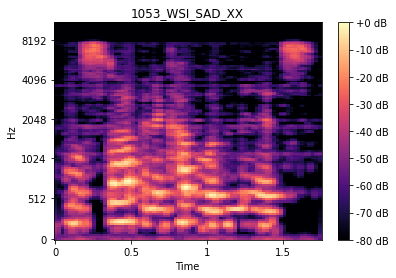 1053_WSI_SAD_XX
+0 dB
8192
-10 dB
4096
-20 dB
-30 dB
2048
Hz
-40 dB
1024
-50 dB
512
-60 dB
-70 dB
0
-80 dB
0
0.5
1
1.5
Time